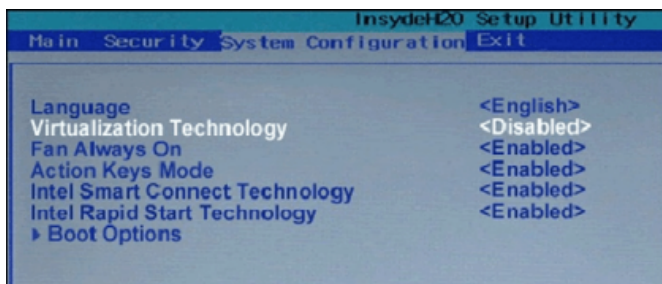 InsydeH20 Setup Utility
Main Security System Configuration Exit
Language <English>
Virtualization Technology <Disabled>
Fan Always On <Enabled>
Action Keys Mode <Enabled>
Intel Smart Connect Technology <Enabled>
Intel Rapid Start Technology <Enabled>
Boot Options